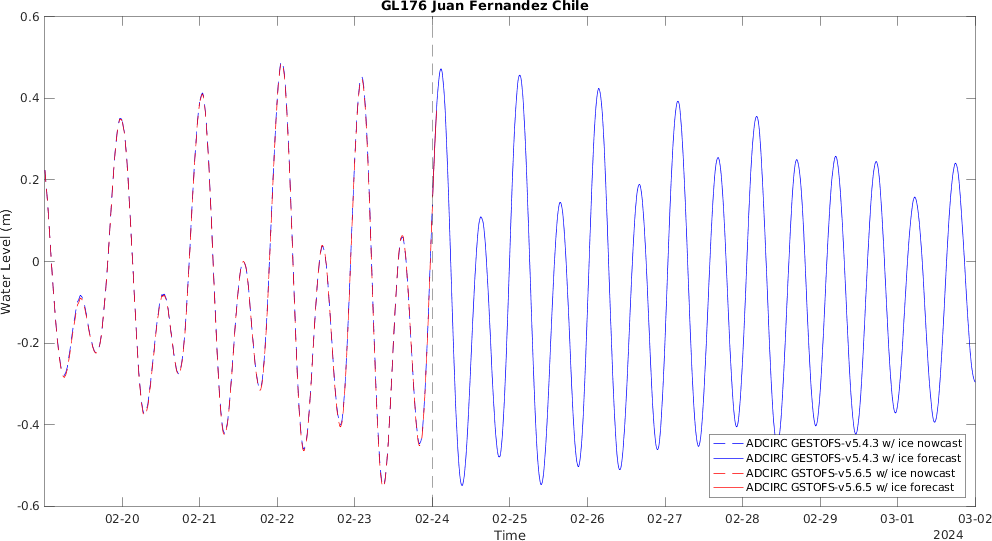 GL176 Juan Fernandez Chile
0.6
0.4
0.2
0
-0.2
-0.4
-0.6
Water Level (m)
02-20 02-21 02-22 02-23 02-24 02-25 02-26 02-27 02-28 02-29 03-01 03-02
Time
2024
ADCIRC GESTOFS-v5.4.3 w/ ice nowcast
ADCIRC GESTOFS-v5.4.3 w/ ice forecast
ADCIRC GSTOFS-v5.6.5 w/ ice nowcast
ADCIRC GSTOFS-v5.6.5 w/ ice forecast